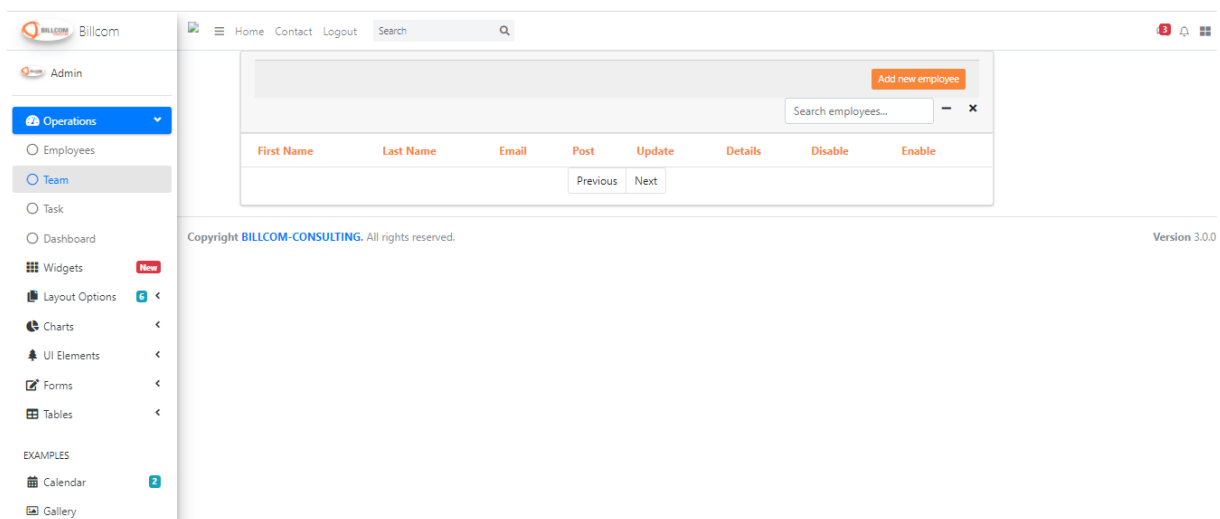 BILLCOM Billcom
Home Contact Logout Search
3
Admin
Add new employee
Search employees...
Operations
Employees
Team
Task
Dashboard
Widgets New
Layout Options 6
Charts
UI Elements
Forms
Tables
EXAMPLES
Calendar 2
Gallery
First Name Last Name Email Post Update Details Disable Enable
Previous Next
Copyright BILLCOM-CONSULTING. All rights reserved.
Version 3.0.0